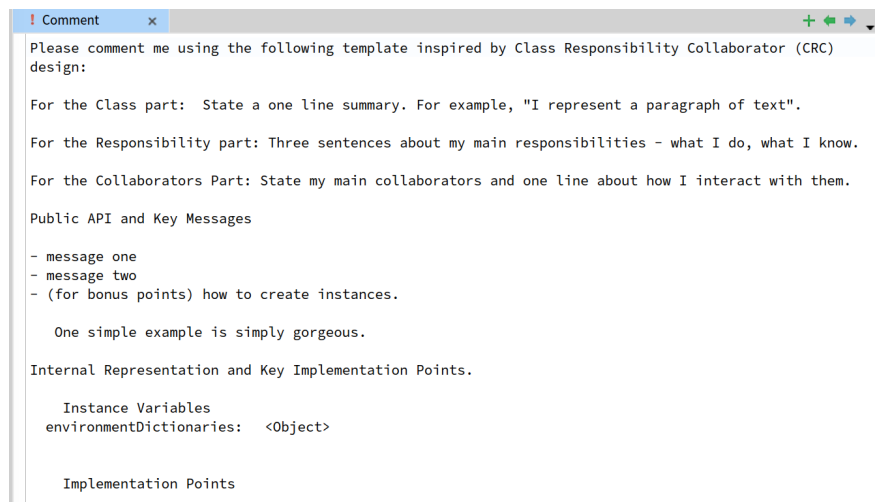 ! Comment x
Please comment me using the following template inspired by Class Responsibility Collaborator (CRC)
design:
For the Class part:  State a one line summary. For example, "I represent a paragraph of text".
For the Responsibility part: Three sentences about my main responsibilities - what I do, what I know.
For the Collaborators Part: State my main collaborators and one line about how I interact with them.
Public API and Key Messages
- message one
- message two
- (for bonus points) how to create instances.
One simple example is simply gorgeous.
Internal Representation and Key Implementation Points.
Instance Variables
environmentDictionaries:   <Object>
Implementation Points